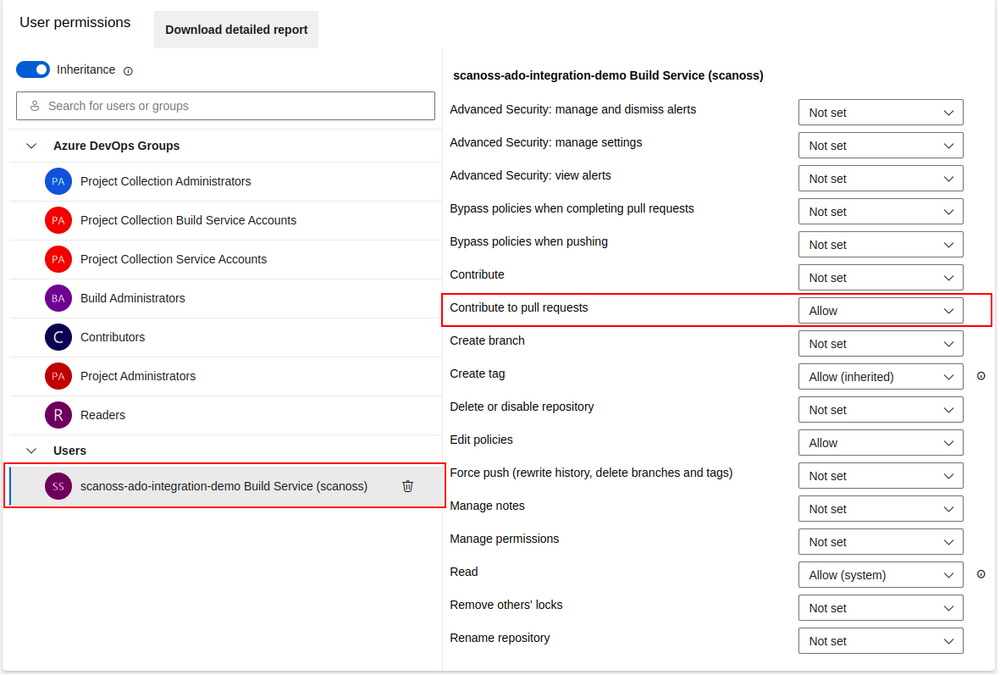 User permissions
Download detailed report
Inheritance
Search for users or groups
Azure DevOps Groups
PA Project Collection Administrators
PA Project Collection Build Service Accounts
PA Project Collection Service Accounts
BA Build Administrators
C Contributors
PA Project Administrators
R Readers
Users
SS scanoss-ado-integration-demo Build Service (scanoss)
scanoss-ado-integration-demo Build Service (scanoss)
Advanced Security: manage and dismiss alerts Not set
Advanced Security: manage settings Not set
Advanced Security: view alerts Not set
Bypass policies when completing pull requests Not set
Bypass policies when pushing Not set
Contribute Not set
Contribute to pull requests Allow
Create branch Not set
Create tag Allow (inherited)
Delete or disable repository Not set
Edit policies Allow
Force push (rewrite history, delete branches and tags) Not set
Manage notes Not set
Manage permissions Not set
Read Allow (system)
Remove others' locks Not set
Rename repository Not set